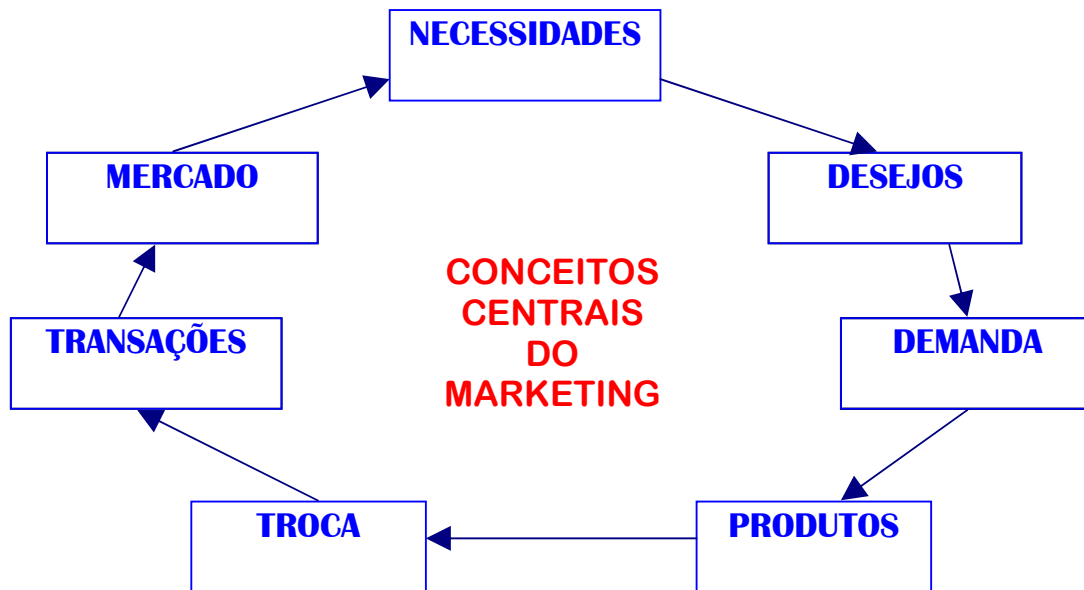 NECESSIDADES
MERCADO
DESEJOS
CONCEITOS
CENTRAIS
DO
MARKETING
TRANSAÇÕES
DEMANDA
TROCA
PRODUTOS